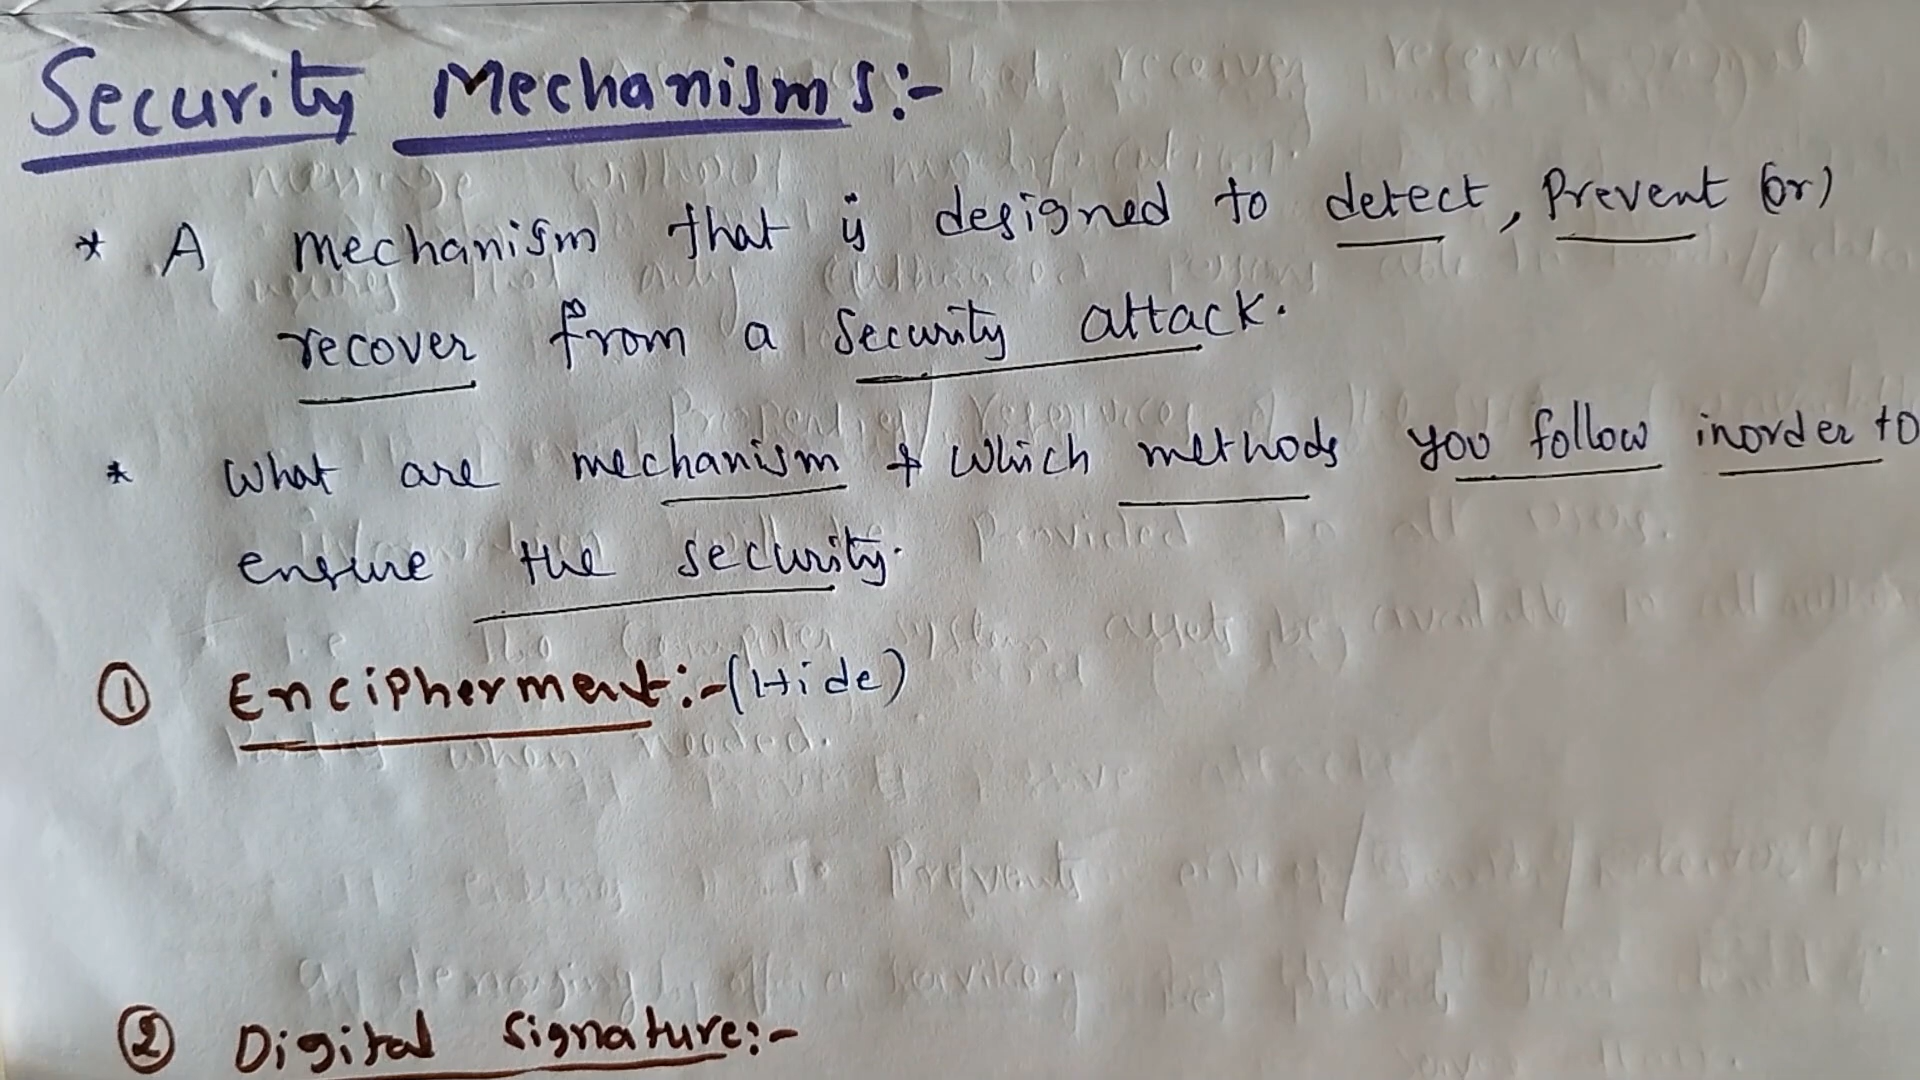 Security Mechanisms:-
* A mechanism that is designed to detect, Prevent (or)
recover from a Security attack.
* What are mechanism & Which methods you follow inorder to
ensure the security.
① Encipherment:-(Hide)
② Digital Signature:-